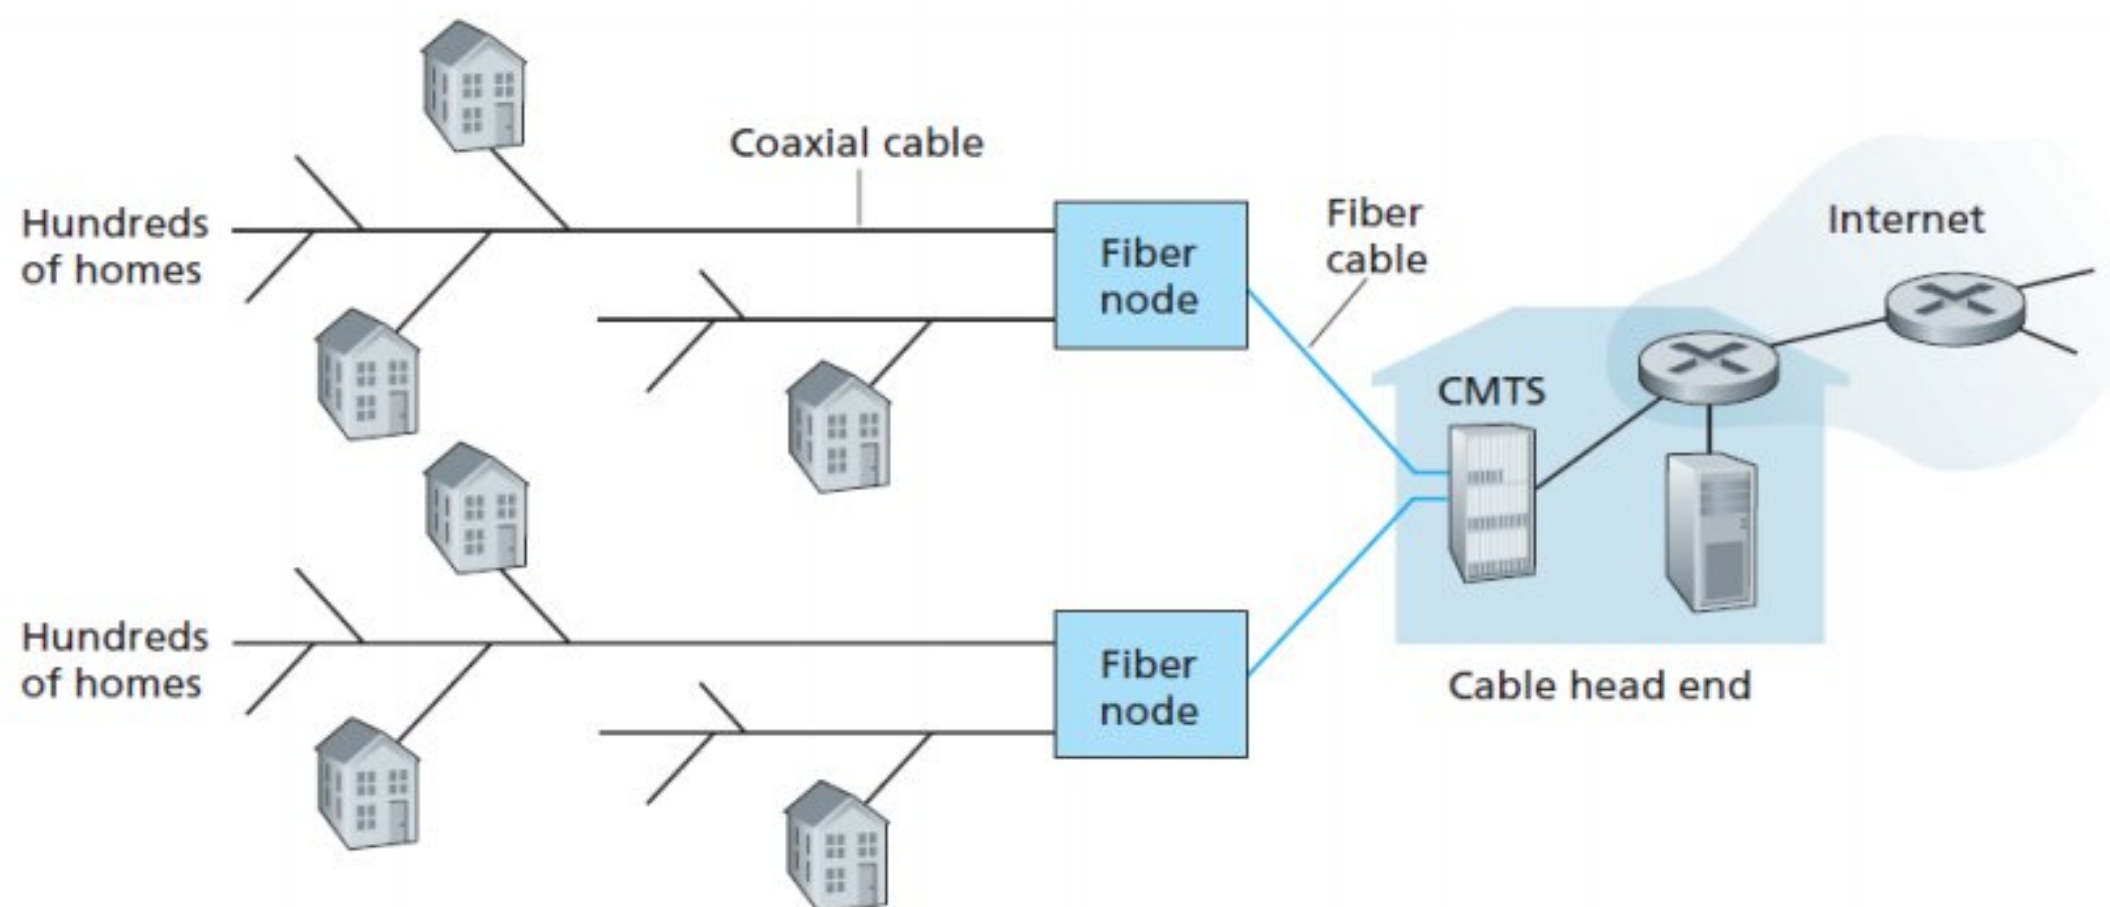 Coaxial cable
Hundreds
of homes
Fiber
node
Fiber
cable
Internet
CMTS
Hundreds
of homes
Fiber
node
Cable head end